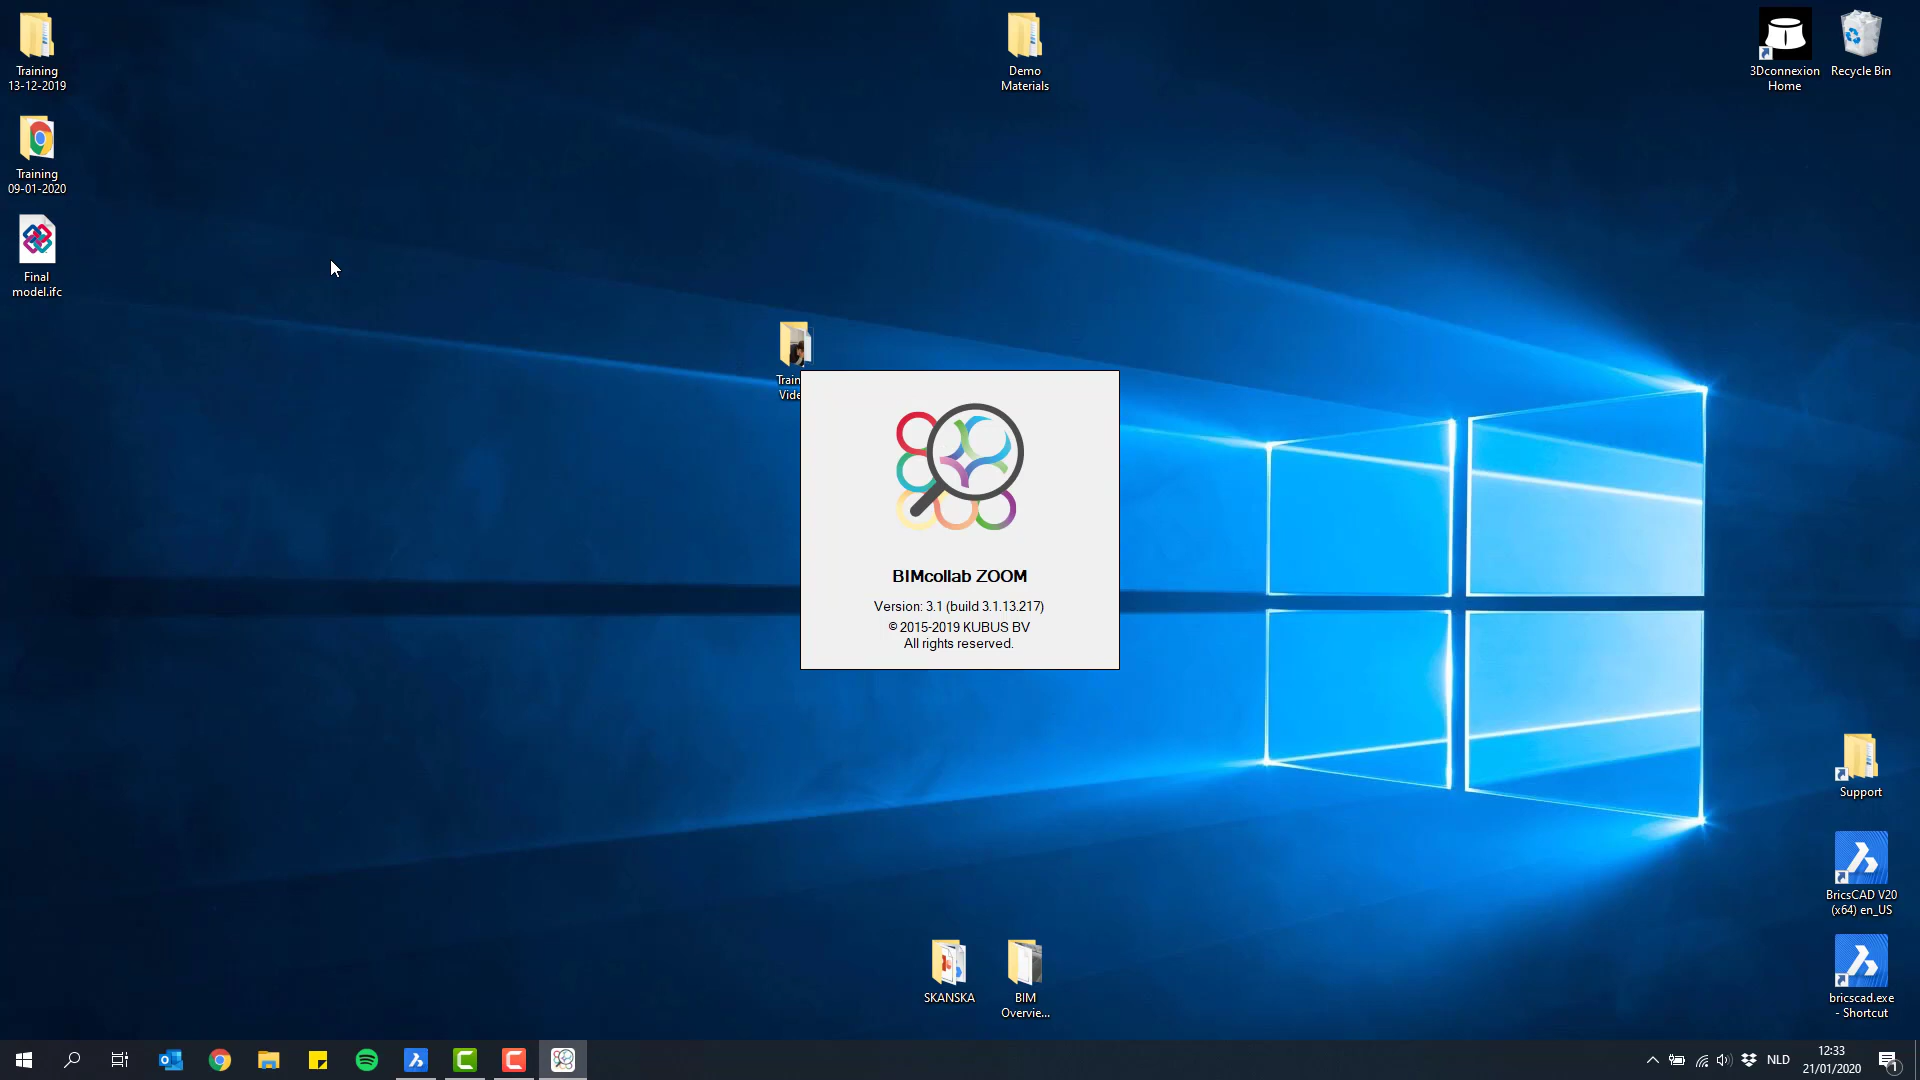 Training
13-12-2019
Training
09-01-2020
Final
model.ifc
Demo
Materials
3Dconnexion
Home
Recycle Bin
BIMcollab ZOOM
Version: 3.1 (build 3.1.13.217)
© 2015-2019 KUBUS BV
All rights reserved.
Support
BricsCAD V20
(x64) en_US
bricscad.exe
- Shortcut
SKANSKA
BIM
Overvie...
NLD
12:33
21/01/2020
1